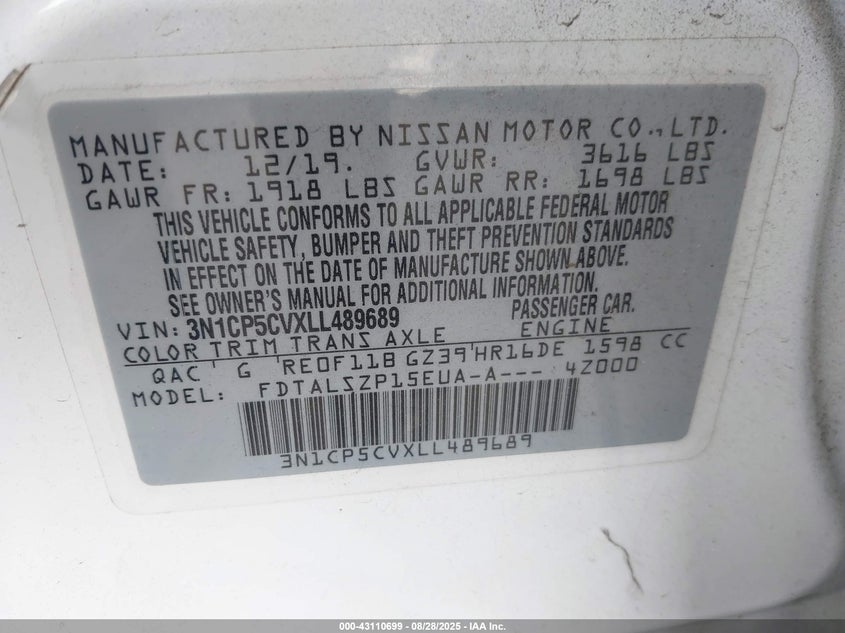 MANUFACTURED BY NISSAN MOTOR CO.,LTD.
DATE: 12/19. GVWR: 3616 LBS
GAWR FR: 1918 LBS GAWR RR: 1698 LBS
THIS VEHICLE CONFORMS TO ALL APPLICABLE FEDERAL MOTOR
VEHICLE SAFETY, BUMPER AND THEFT PREVENTION STANDARDS
IN EFFECT ON THE DATE OF MANUFACTURE SHOWN ABOVE.
SEE OWNER'S MANUAL FOR ADDITIONAL INFORMATION.
VIN: 3N1CP5CVXLL489689 PASSENGER CAR.
COLOR TRIM TRANS AXLE ENGINE
QAC G RE0F11B GZ39 HR16DE 1598 CC
MODEL: FDTALSZP15EUA-A--- 4Z000
3N1CP5CVXLL489689
000-43110699 | 08/28/2025 - IAA Inc.